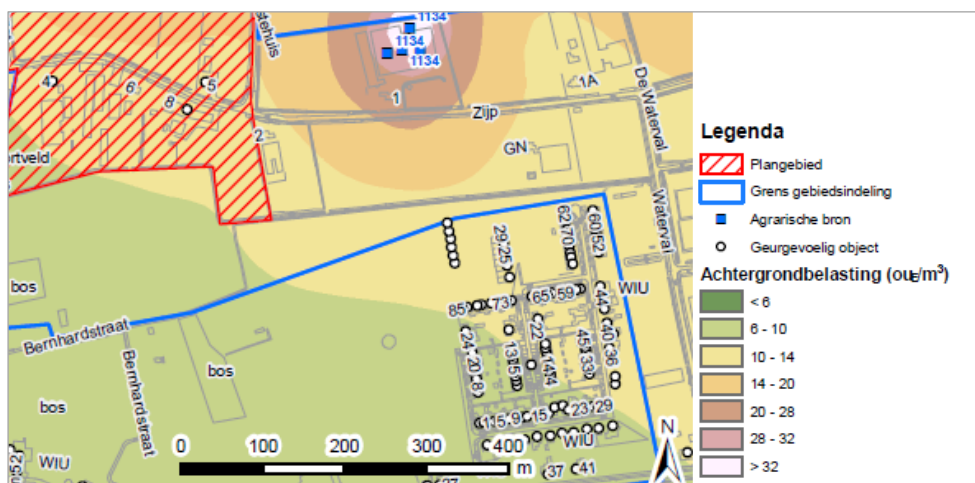 1134
1134
1134
stehuis
4
6
5
8
1
1A
De Waterval
Zijp
2
GN
ortveld
Waterval
29
25
62
70
60
52
bos
WIU
85
73
65
59
44
Bernhardstraat
24
20
8
22
13
15
14
4
45
33
40
36
Bernhardstraat
bos
bos
115
9
15
23
29
WIU
WIU
52
37
41
27
0 100 200 300 400
m
N
Legenda
Plangebied
Grens gebiedsindeling
Agrarische bron
Geurgevoelig object
Achtergrondbelasting (ouE/m³)
< 6
6 - 10
10 - 14
14 - 20
20 - 28
28 - 32
> 32